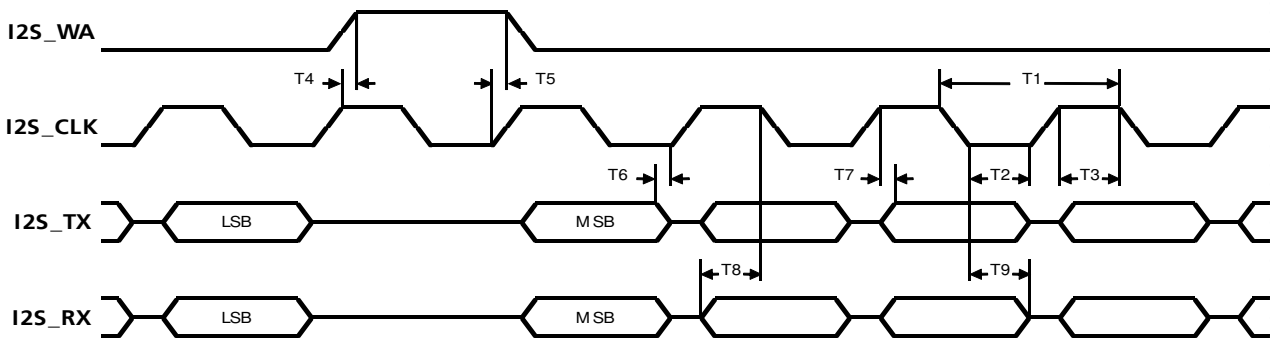 I2S_WA
T4
T5
T1
I2S_CLK
T6
T7
T2
T3
I2S_TX
LSB
MSB
T8
T9
I2S_RX
LSB
MSB